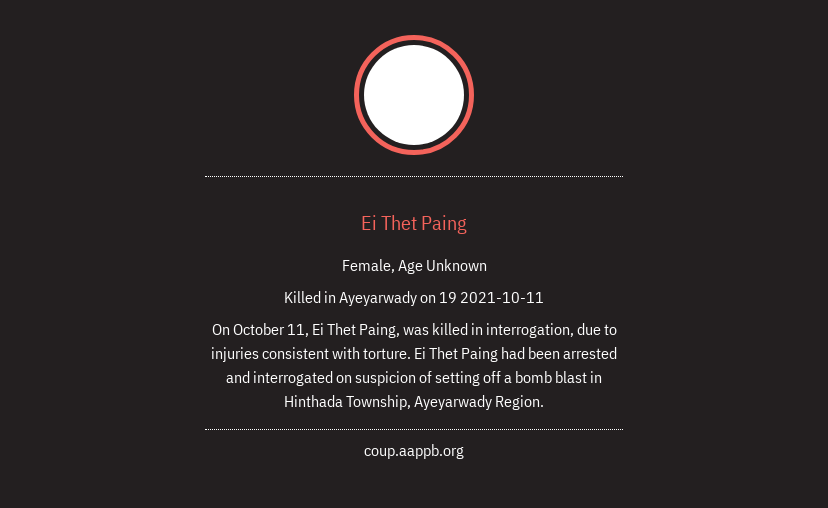 Ei Thet Paing
Female, Age Unknown
Killed in Ayeyarwady on 19 2021-10-11
On October 11, Ei Thet Paing, was killed in interrogation, due to
injuries consistent with torture. Ei Thet Paing had been arrested
and interrogated on suspicion of setting off a bomb blast in
Hinthada Township, Ayeyarwady Region.
coup.aappb.org